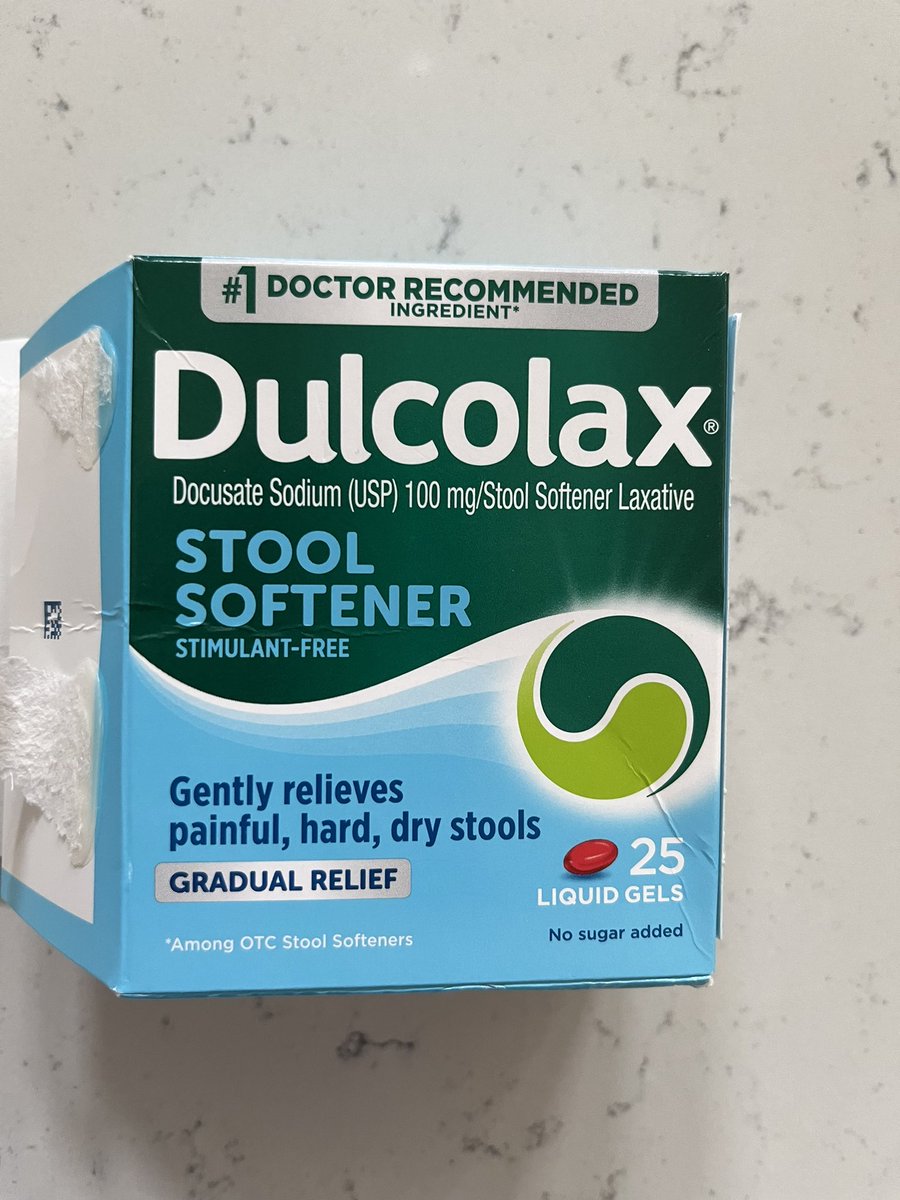 #1 DOCTOR RECOMMENDED
INGREDIENT*
Dulcolax®
Docusate Sodium (USP) 100 mg/Stool Softener Laxative
STOOL
SOFTENER
STIMULANT-FREE
Gently relieves
painful, hard, dry stools
GRADUAL RELIEF
25
LIQUID GELS
*Among OTC Stool Softeners
No sugar added